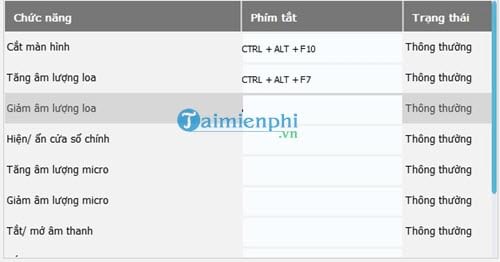 Chức năng Phím tắt Trạng thái
Cắt màn hình CTRL + ALT + F10 Thông thường
Tăng âm lượng loa CTRL + ALT + F7 Thông thường
Giảm âm lượng loa Thông thường
Taimienphi
.vn
Hiện/ ẩn cửa sổ chính Thông thường
Tăng âm lượng micro Thông thường
Giảm âm lượng micro Thông thường
Tắt/ mở âm thanh Thông thường